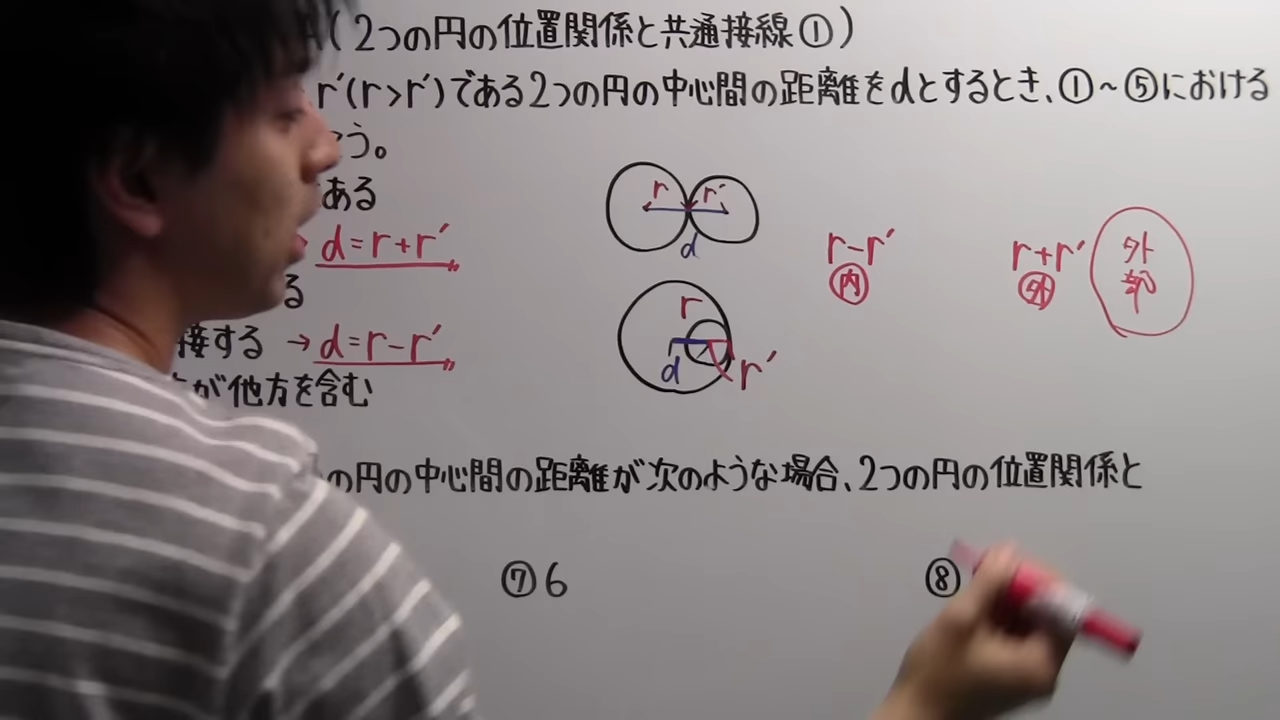 A(2つの円の位置関係と共通接線①)
r'(r>r')である2つの円の中心間の距離をdとするとき、①~⑤における
う。
ある
d=r+r'
る
接する →d=r-r'
が他方を含む
r r'
d
r
d r'
r-r'
内
r+r'
外
外部
の円の中心間の距離が次のような場合、2つの円の位置関係と
⑦6
⑧